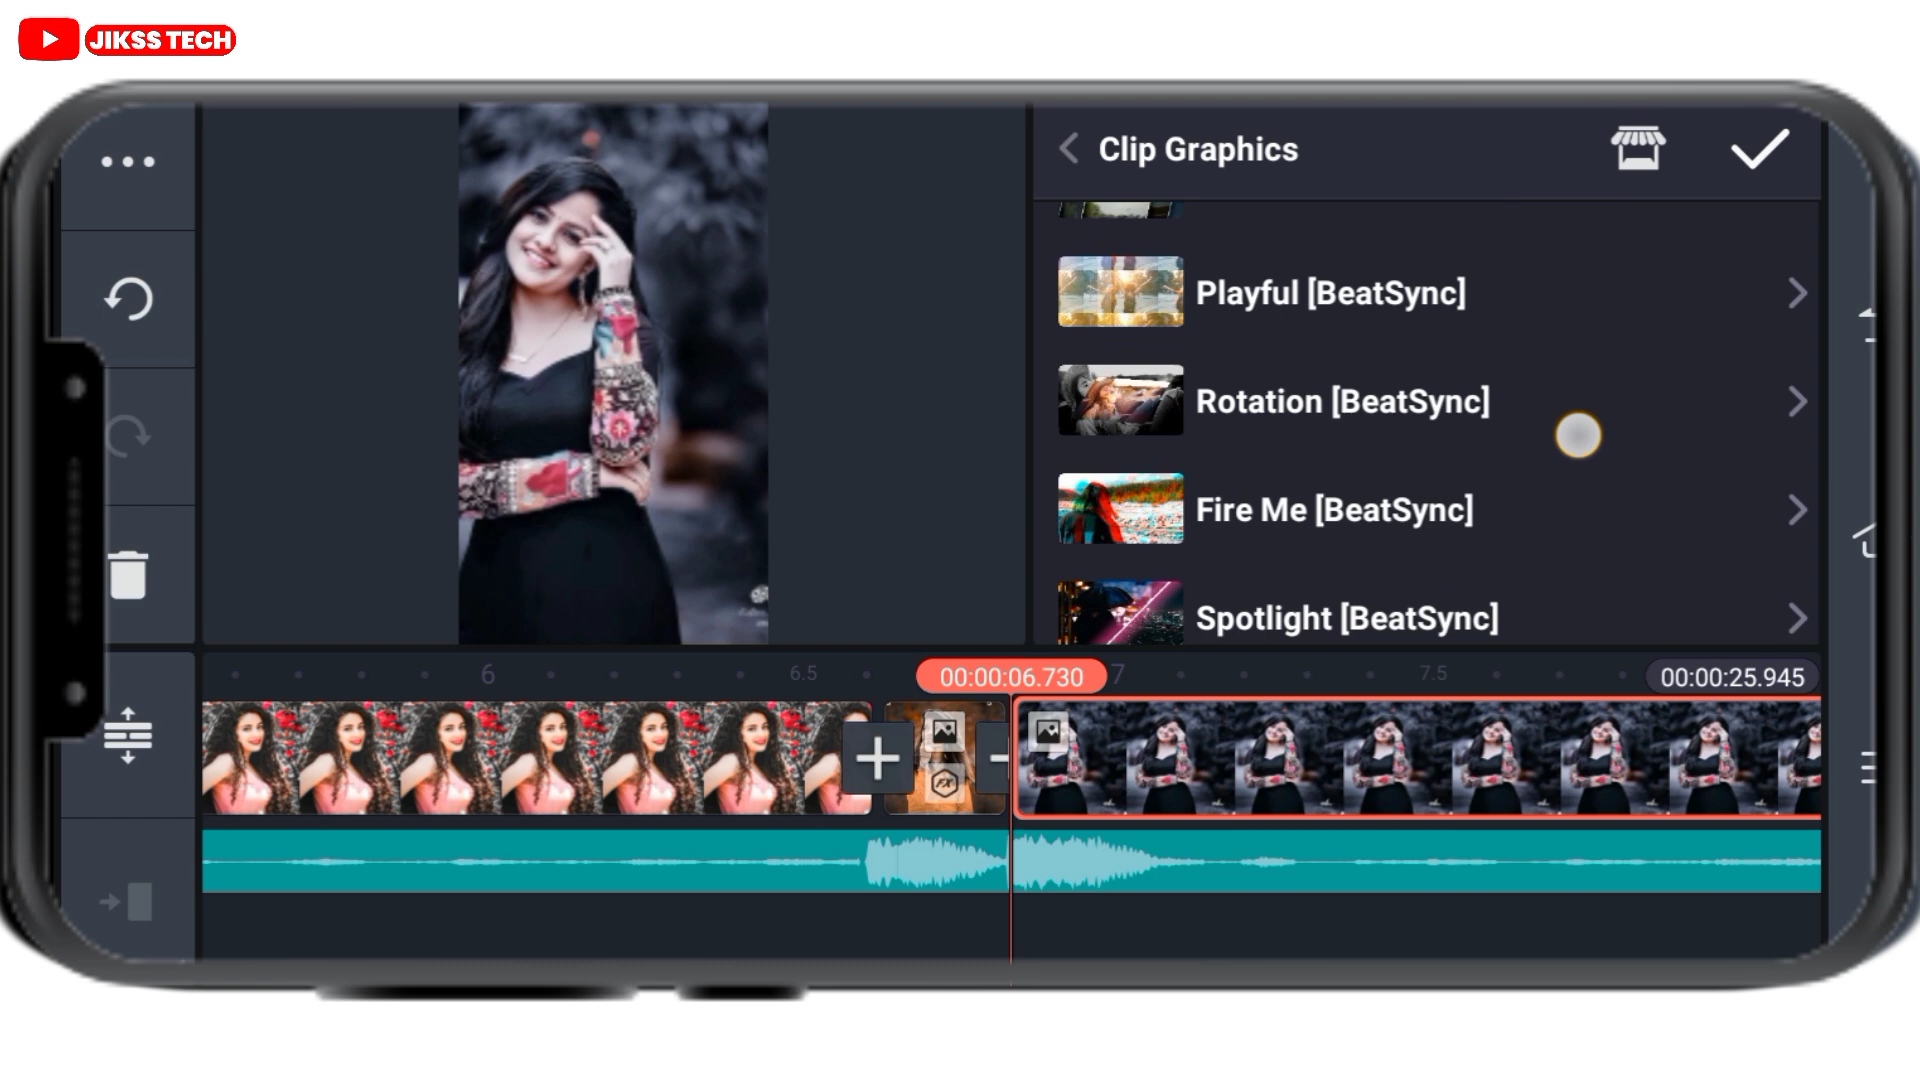 JIKSS TECH
Clip Graphics
Playful [BeatSync]
Rotation [BeatSync]
Fire Me [BeatSync]
Spotlight [BeatSync]
6
6.5
00:00:06.730
7
7.5
00:00:25.945
FX